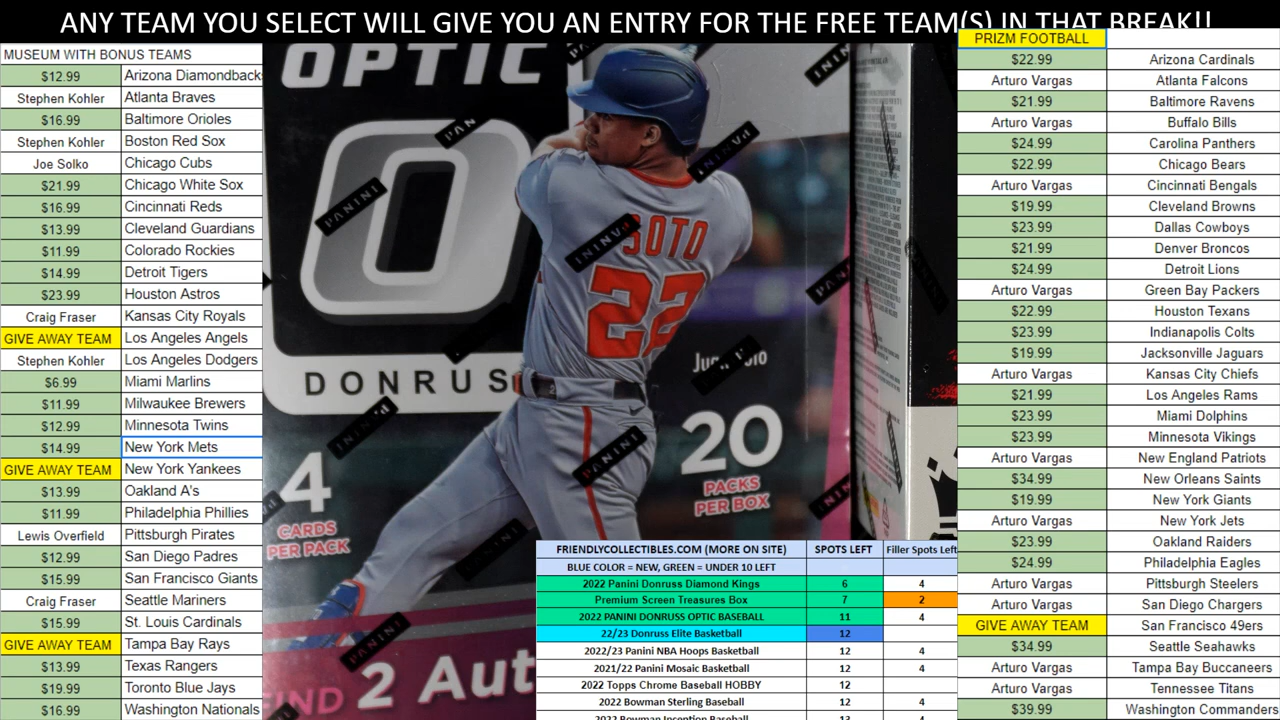 ANY TEAM YOU SELECT WILL GIVE YOU AN ENTRY FOR THE FREE TEAM(S) IN THAT BREAK!!
MUSEUM WITH BONUS TEAMS
$12.99 Arizona Diamondback
Stephen Kohler Atlanta Braves
$16.99 Baltimore Orioles
Stephen Kohler Boston Red Sox
Joe Solko Chicago Cubs
$21.99 Chicago White Sox
$16.99 Cincinnati Reds
$13.99 Cleveland Guardians
$11.99 Colorado Rockies
$14.99 Detroit Tigers
$23.99 Houston Astros
Craig Fraser Kansas City Royals
GIVE AWAY TEAM Los Angeles Angels
Stephen Kohler Los Angeles Dodgers
$6.99 Miami Marlins
$11.99 Milwaukee Brewers
$12.99 Minnesota Twins
$14.99 New York Mets
GIVE AWAY TEAM New York Yankees
$13.99 Oakland A's
$11.99 Philadelphia Phillies
Lewis Overfield Pittsburgh Pirates
$12.99 San Diego Padres
$15.99 San Francisco Giants
Craig Fraser Seattle Mariners
$15.99 St. Louis Cardinals
GIVE AWAY TEAM Tampa Bay Rays
$13.99 Texas Rangers
$19.99 Toronto Blue Jays
$16.99 Washington Nationals
OPTIC
DONRUS
SOTO
22
PANINI
4
CARDS
PER PACK
20
PACKS
PER BOX
2 Aut
FRIENDLYCOLLECTIBLES.COM (MORE ON SITE) SPOTS LEFT Filler Spots Left
BLUE COLOR = NEW, GREEN = UNDER 10 LEFT
2022 Panini Donruss Diamond Kings 6 4
Premium Screen Treasures Box 7 2
2022 PANINI DONRUSS OPTIC BASEBALL 11 4
22/23 Donruss Elite Basketball 12
2022/23 Panini NBA Hoops Basketball 12 4
2021/22 Panini Mosaic Basketball 12 4
2022 Topps Chrome Baseball HOBBY 12
2022 Bowman Sterling Baseball 12 4
2022 Bowman Inception Baseball 13 4
PRIZM FOOTBALL
$22.99 Arizona Cardinals
Arturo Vargas Atlanta Falcons
$21.99 Baltimore Ravens
Arturo Vargas Buffalo Bills
$24.99 Carolina Panthers
$22.99 Chicago Bears
Arturo Vargas Cincinnati Bengals
$19.99 Cleveland Browns
$23.99 Dallas Cowboys
$21.99 Denver Broncos
$24.99 Detroit Lions
Arturo Vargas Green Bay Packers
$22.99 Houston Texans
$23.99 Indianapolis Colts
$19.99 Jacksonville Jaguars
Arturo Vargas Kansas City Chiefs
$21.99 Los Angeles Rams
$23.99 Miami Dolphins
$23.99 Minnesota Vikings
Arturo Vargas New England Patriots
$34.99 New Orleans Saints
$19.99 New York Giants
Arturo Vargas New York Jets
$23.99 Oakland Raiders
$24.99 Philadelphia Eagles
Arturo Vargas Pittsburgh Steelers
Arturo Vargas San Diego Chargers
GIVE AWAY TEAM San Francisco 49ers
$34.99 Seattle Seahawks
Arturo Vargas Tampa Bay Buccaneers
Arturo Vargas Tennessee Titans
$39.99 Washington Commanders